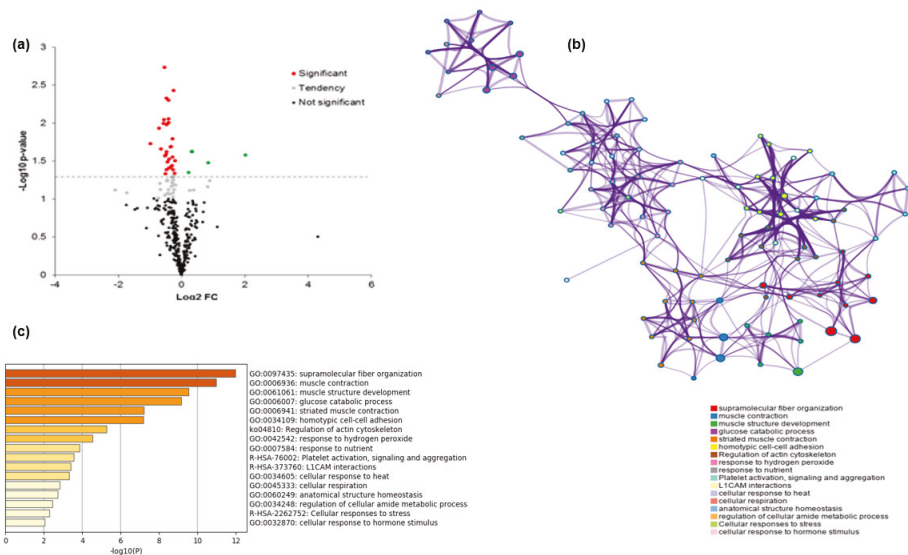 (a)
3
2.5
2
1.5
1
0.5
0
-Log10 p-value
-4
-2
0
2
4
6
Log2 FC
Significant
Tendency
Not significant
(b)
supramolecular fiber organization
muscle contraction
muscle structure development
glucose catabolic process
striated muscle contraction
homotypic cell-cell adhesion
Regulation of actin cytoskeleton
response to hydrogen peroxide
response to nutrient
Platelet activation, signaling and aggregation
L1CAM interactions
cellular response to heat
cellular respiration
anatomical structure homeostasis
regulation of cellular amide metabolic process
Cellular responses to stress
cellular response to hormone stimulus
(c)
GO:0097435: supramolecular fiber organization
GO:0006936: muscle contraction
GO:0061061: muscle structure development
GO:0006007: glucose catabolic process
GO:0006941: striated muscle contraction
GO:0034109: homotypic cell-cell adhesion
ko04810: Regulation of actin cytoskeleton
GO:0042542: response to hydrogen peroxide
GO:0007584: response to nutrient
R-HSA-76002: Platelet activation, signaling and aggregation
R-HSA-373760: L1CAM interactions
GO:0034605: cellular response to heat
GO:0045333: cellular respiration
GO:0060249: anatomical structure homeostasis
GO:0034248: regulation of cellular amide metabolic process
R-HSA-2262752: Cellular responses to stress
GO:0032870: cellular response to hormone stimulus
0 2 4 6 8 10 12
-log10(P)